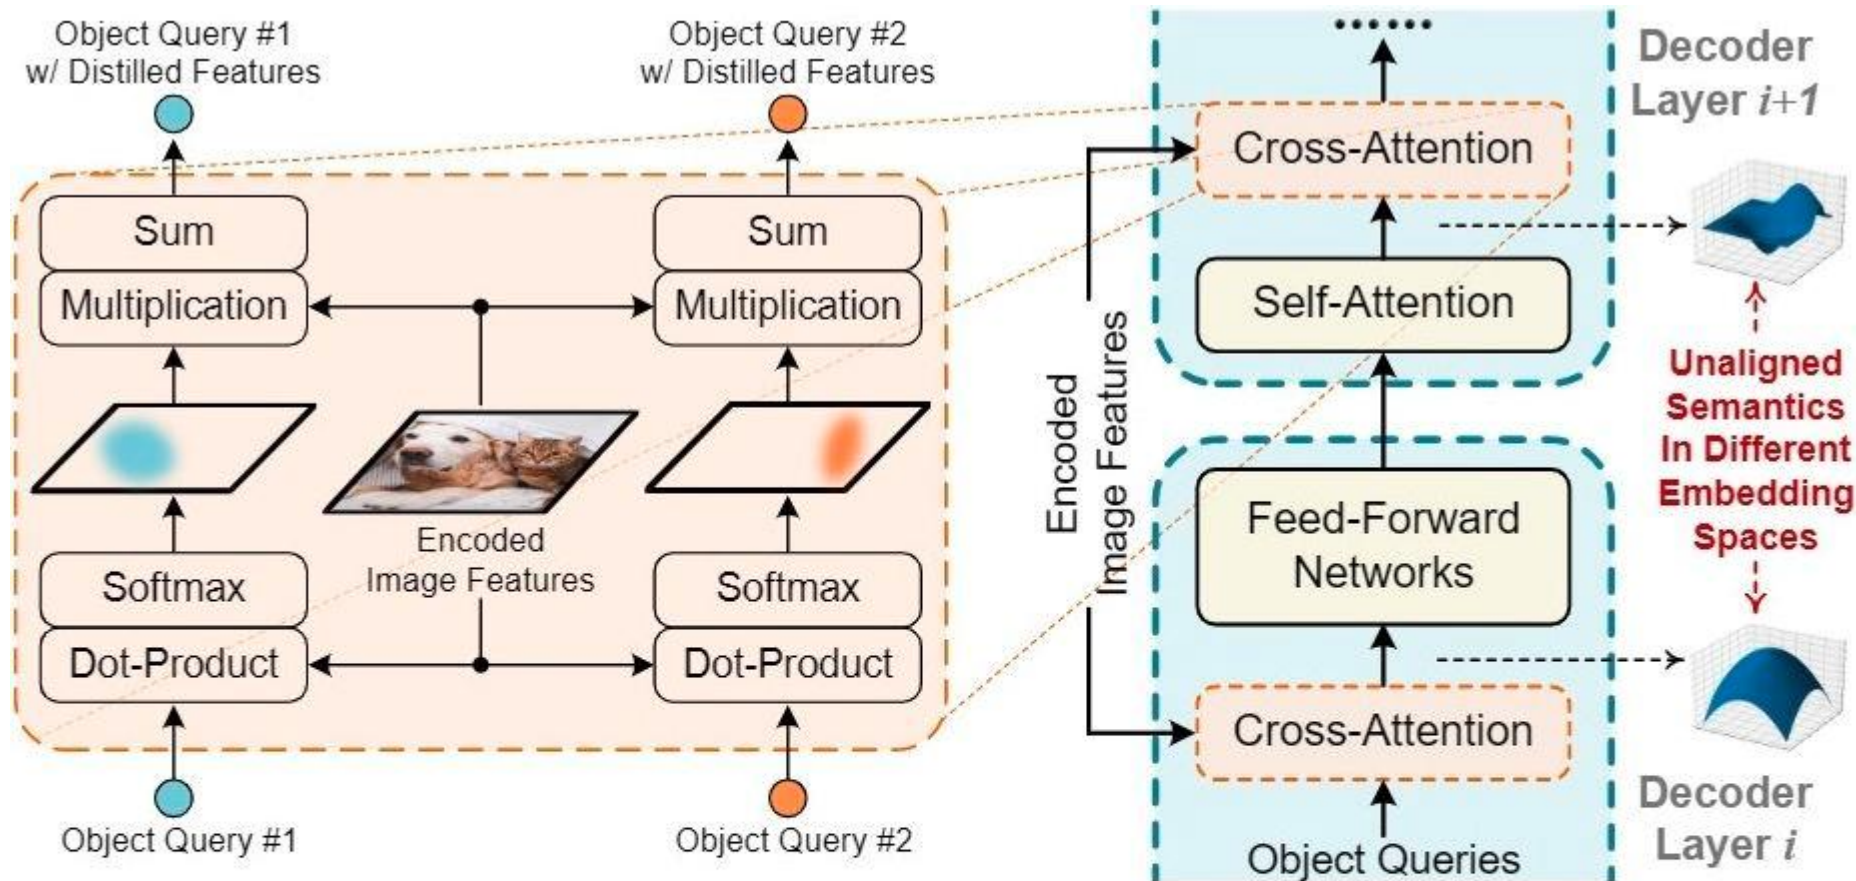 Object Query #1
w/ Distilled Features
Object Query #2
w/ Distilled Features
Sum
Multiplication
Sum
Multiplication
Encoded
Image Features
Softmax
Dot-Product
Softmax
Dot-Product
Object Query #1
Object Query #2
......
Decoder
Layer i+1
Cross-Attention
Self-Attention
Encoded
Image Features
Unaligned
Semantics
In Different
Embedding
Spaces
Feed-Forward
Networks
Cross-Attention
Object Queries
Decoder
Layer i